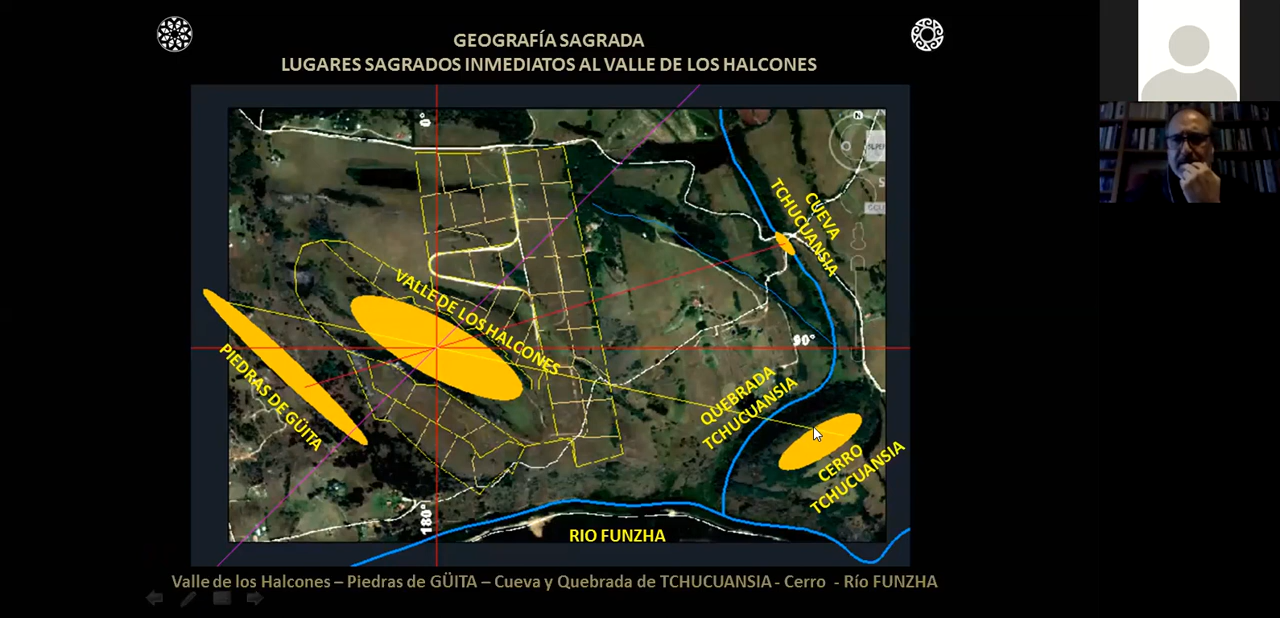 GEOGRAFÍA SAGRADA
LUGARES SAGRADOS INMEDIATOS AL VALLE DE LOS HALCONES
0°
N
CUEVA
TCHUCUANSIA
VALLE DE LOS HALCONES
90°
PIEDRAS DE GÜITA
QUEBRADA
TCHUCUANSIA
CERRO
TCHUCUANSIA
180°
RIO FUNZHA
Valle de los Halcones – Piedras de GÜITA – Cueva y Quebrada de TCHUCUANSIA - Cerro - Río FUNZHA